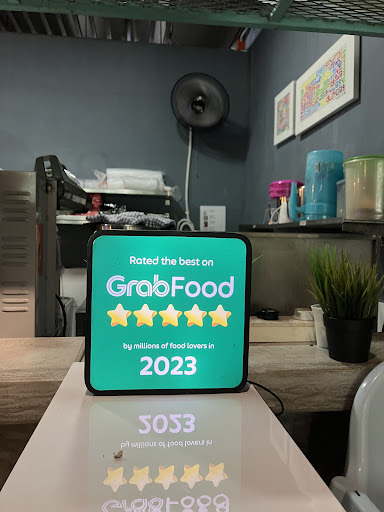 Rated the best on
GrabFood
by millions of food lovers in
2023